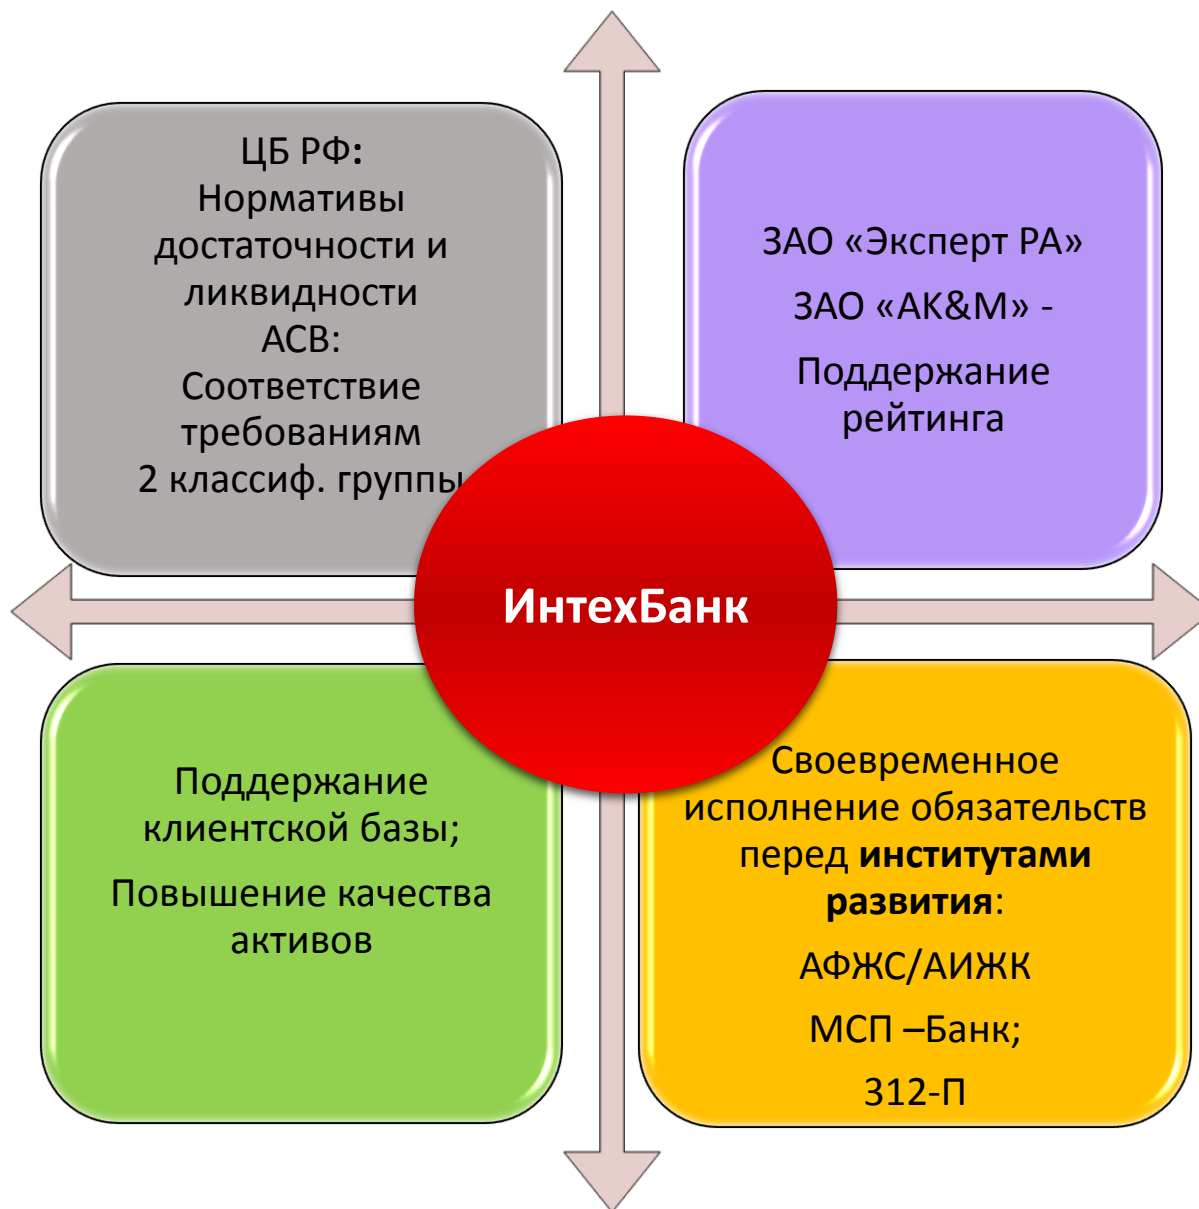 ЦБ РФ:
Нормативы
достаточности и
ликвидности
АСВ:
Соответствие
требованиям
2 классиф. группы
ЗАО «Эксперт РА»
ЗАО «AK&M» -
Поддержание
рейтинга
ИнтехБанк
Поддержание
клиентской базы;
Повышение качества
активов
Своевременное
исполнение обязательств
перед институтами
развития:
АФЖС/АИЖК
МСП –Банк;
312-П